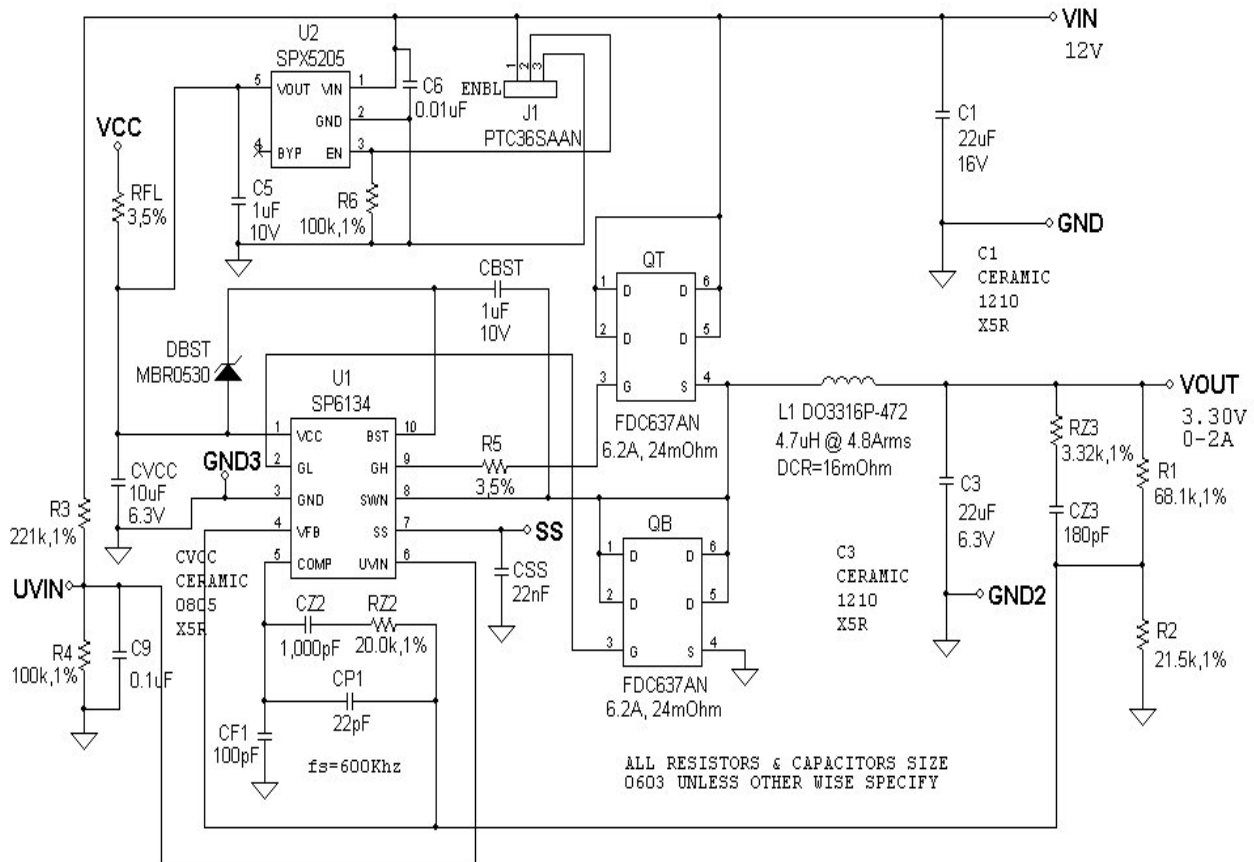 VIN
12V
U2
SPX5205
5 VOUT VIN 1
GND 2
4 BYP EN 3
C6
0.01uF
1 2 3
ENBL
J1
PTC36SAAN
C1
22uF
16V
VCC
RFL
3,5%
C5
1uF
10V
R6
100k,1%
GND
C1
CERAMIC
1210
X5R
CBST
1uF
10V
QT
1 D D 6
2 D D 5
3 G S 4
FDC637AN
6.2A, 24mOhm
DBST
MBR0530
U1
SP6134
1 VCC BST 10
2 GL GH 9
3 GND SWN 8
4 VFB SS 7
5 COMP UVIN 6
R5
3,5%
L1 DO3316P-472
4.7uH @ 4.8Arms
DCR=16mOhm
VOUT
3.30V
0-2A
RZ3
3.32k,1%
R1
68.1k,1%
GND3
CVCC
10uF
6.3V
R3
221k,1%
C3
22uF
6.3V
CZ3
180pF
SS
CSS
22nF
QB
1 D D 6
2 D D 5
3 G S 4
FDC637AN
6.2A, 24mOhm
CVCC
CERAMIC
0805
X5R
C3
CERAMIC
1210
X5R
GND2
UVIN
R4
100k,1%
C9
0.1uF
CZ2
1,000pF
RZ2
20.0k,1%
R2
21.5k,1%
CP1
22pF
CF1
100pF
fs=600Khz
ALL RESISTORS & CAPACITORS SIZE
0603 UNLESS OTHER WISE SPECIFY